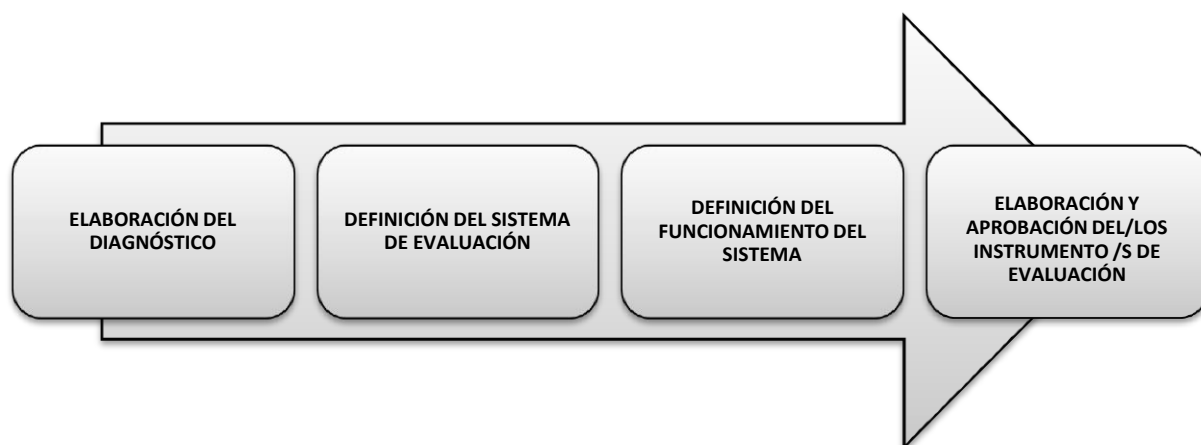 ELABORACIÓN DEL
DIAGNÓSTICO
DEFINICIÓN DEL SISTEMA
DE EVALUACIÓN
DEFINICIÓN DEL
FUNCIONAMIENTO DEL
SISTEMA
ELABORACIÓN Y
APROBACIÓN DEL/LOS
INSTRUMENTO /S DE
EVALUACIÓN